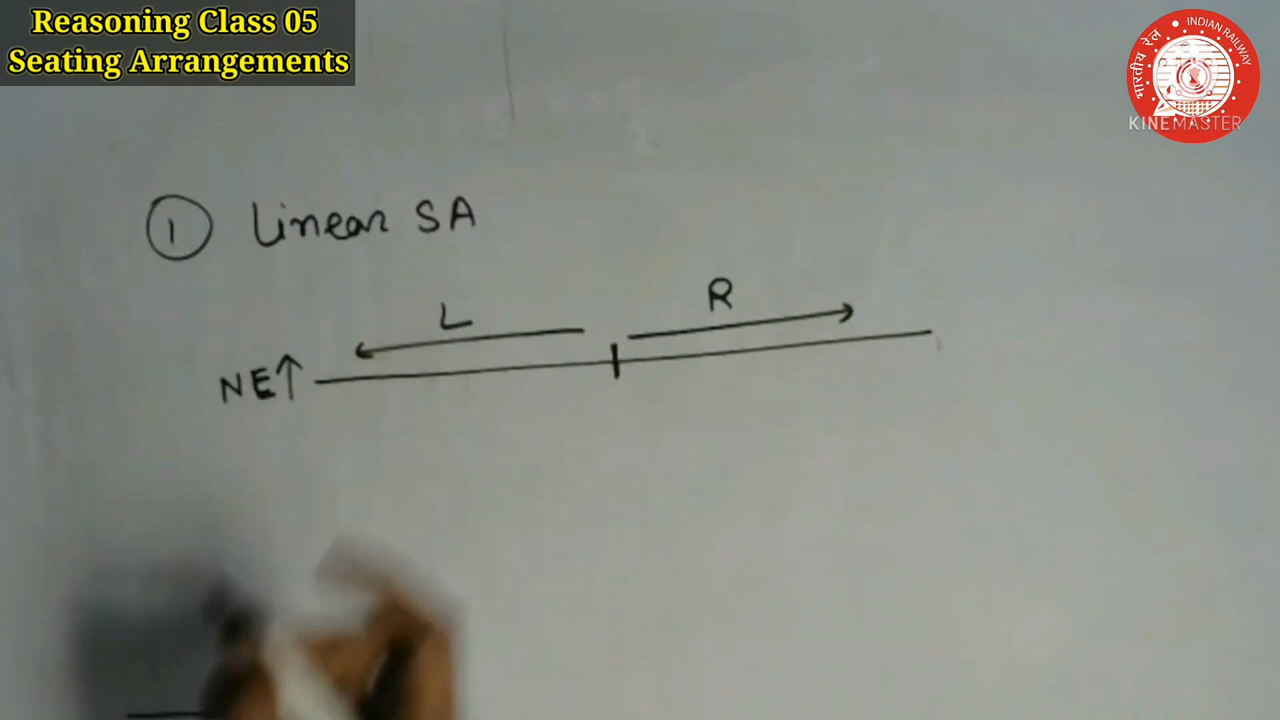 Reasoning Class 05
Seating Arrangements
भारतीय रेल
INDIAN RAILWAY
KINEMASTER
1 Linear SA
L
R
NE↑